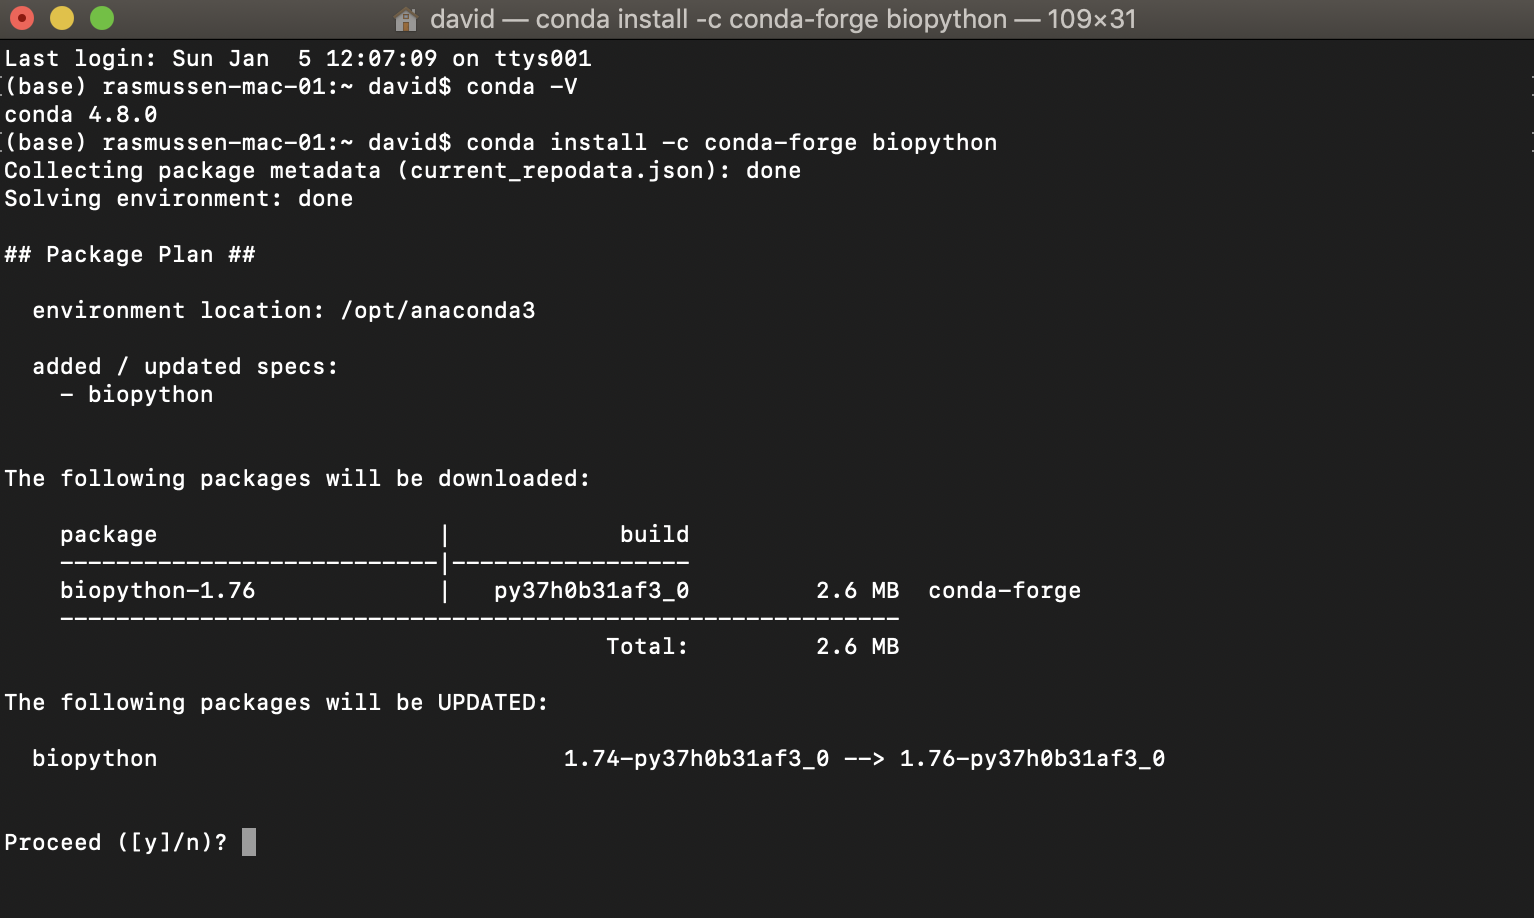 david — conda install -c conda-forge biopython — 109×31
Last login: Sun Jan  5 12:07:09 on ttys001
(base) rasmussen-mac-01:~ david$ conda -V
conda 4.8.0
(base) rasmussen-mac-01:~ david$ conda install -c conda-forge biopython
Collecting package metadata (current_repodata.json): done
Solving environment: done

## Package Plan ##

  environment location: /opt/anaconda3

  added / updated specs:
    - biopython


The following packages will be downloaded:

    package                    |            build
    ---------------------------|-----------------
    biopython-1.76             |   py37h0b31af3_0         2.6 MB  conda-forge
    ------------------------------------------------------------
                                           Total:         2.6 MB

The following packages will be UPDATED:

  biopython                             1.74-py37h0b31af3_0 --> 1.76-py37h0b31af3_0


Proceed ([y]/n)?